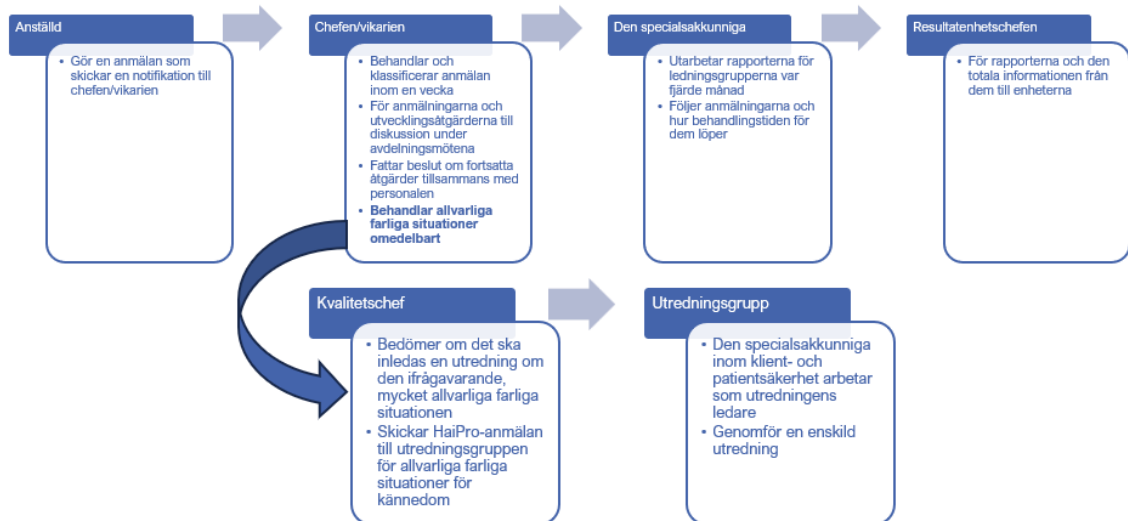 Anställd
• Gör en anmälan som
skickar en notifikation till
chefen/vikarien
Chefen/vikarien
• Behandlar och
klassificerar anmälan
inom en vecka
• För anmälningarna och
utvecklingsåtgärderna till
diskussion under
avdelningsmötena
• Fattar beslut om fortsatta
åtgärder tillsammans med
personalen
• Behandlar allvarliga
farliga situationer
omedelbart
Den specialsakkunniga
• Utarbetar rapporterna för
ledningsgrupperna var
fjärde månad
• Följer anmälningarna och
hur behandlingstiden för
dem löper
Resultatenhetschefen
• För rapporterna och den
totala informationen från
dem till enheterna
Kvalitetschef
• Bedömer om det ska
inledas en utredning om
den ifrågavarande,
mycket allvarliga farliga
situationen
• Skickar HaiPro-anmälan
till utredningsgruppen
för allvarliga farliga
situationer för
kännedom
Utredningsgrupp
• Den specialsakkunniga
inom klient- och
patientsäkerhet arbetar
som utredningens
ledare
• Genomför en enskild
utredning